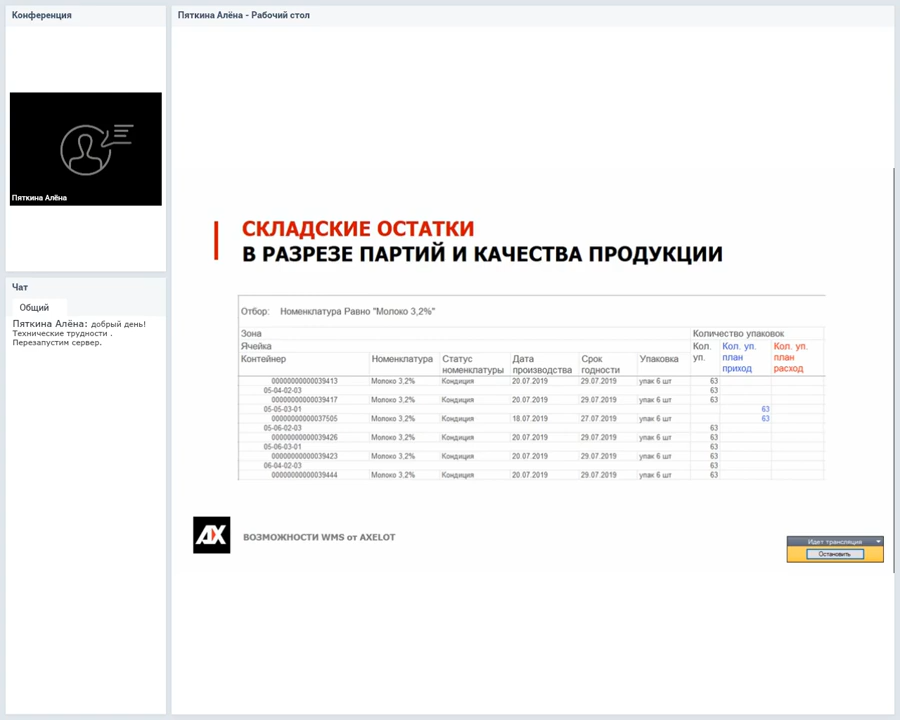 Конференция
Пяткина Алёна
Чат
Общий
Пяткина Алёна: добрый день!
Технические трудности .
Перезапустим сервер.
Пяткина Алёна - Рабочий стол
СКЛАДСКИЕ ОСТАТКИ
В РАЗРЕЗЕ ПАРТИЙ И КАЧЕСТВА ПРОДУКЦИИ
Отбор: Номенклатура Равно "Молоко 3,2%"
Зона Количество упаковок
Ячейка Кол. уп. Кол. уп. план приход Кол. уп. план расход
Контейнер Номенклатура Статус номенклатуры Дата производства Срок годности Упаковка
00000000000039413 Молоко 3,2% Кондиция 20.07.2019 29.07.2019 упак 6 шт 63
05-04-02-03 63
00000000000039417 Молоко 3,2% Кондиция 20.07.2019 29.07.2019 упак 6 шт 63
05-05-03-01 63
00000000000037505 Молоко 3,2% Кондиция 18.07.2019 27.07.2019 упак 6 шт 63
05-06-02-03 63
00000000000039426 Молоко 3,2% Кондиция 20.07.2019 29.07.2019 упак 6 шт 63
05-06-03-01 63
00000000000039423 Молоко 3,2% Кондиция 20.07.2019 29.07.2019 упак 6 шт 63
06-04-02-03 63
00000000000039444 Молоко 3,2% Кондиция 20.07.2019 29.07.2019 упак 6 шт 63
AX
ВОЗМОЖНОСТИ WMS от AXELOT
Идет трансляция
Остановить